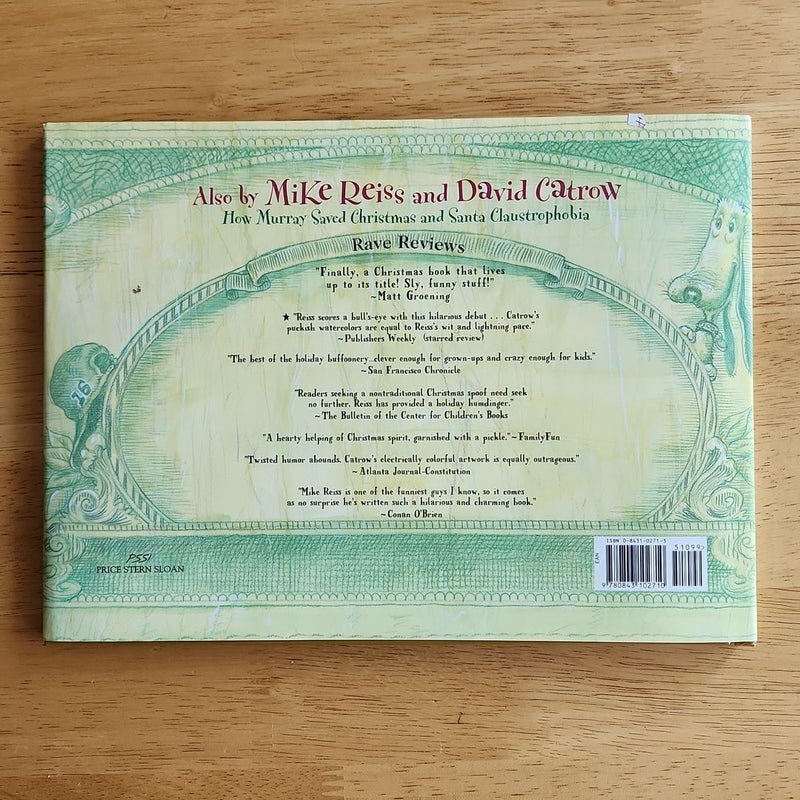 Also by Mike Reiss and David Catrow
How Murray Saved Christmas and Santa Claustrophobia
Rave Reviews
"Finally, a Christmas book that lives
up to its title! Sly, funny stuff!"
~Matt Groening
★ "Reiss scores a bull's-eye with this hilarious debut . . . Catrow's
puckish watercolors are equal to Reiss's wit and lightning pace."
~Publishers Weekly (starred review)
"The best of the holiday buffoonery...clever enough for grown-ups and crazy enough for kids."
~San Francisco Chronicle
"Readers seeking a nontraditional Christmas spoof need seek
no further. Reiss has provided a holiday humdinger."
~The Bulletin of the Center for Children's Books
"A hearty helping of Christmas spirit, garnished with a pickle."~FamilyFun
"Twisted humor abounds. Catrow's electrically colorful artwork is equally outrageous."
~Atlanta Journal-Constitution
"Mike Reiss is one of the funniest guys I know, so it comes
as no surprise he's written such a hilarious and charming book."
~Conan O'Brien
26
PSS!
PRICE STERN SLOAN
ISBN 0-8431-0271-3
51099>
EAN
9 780843 102710